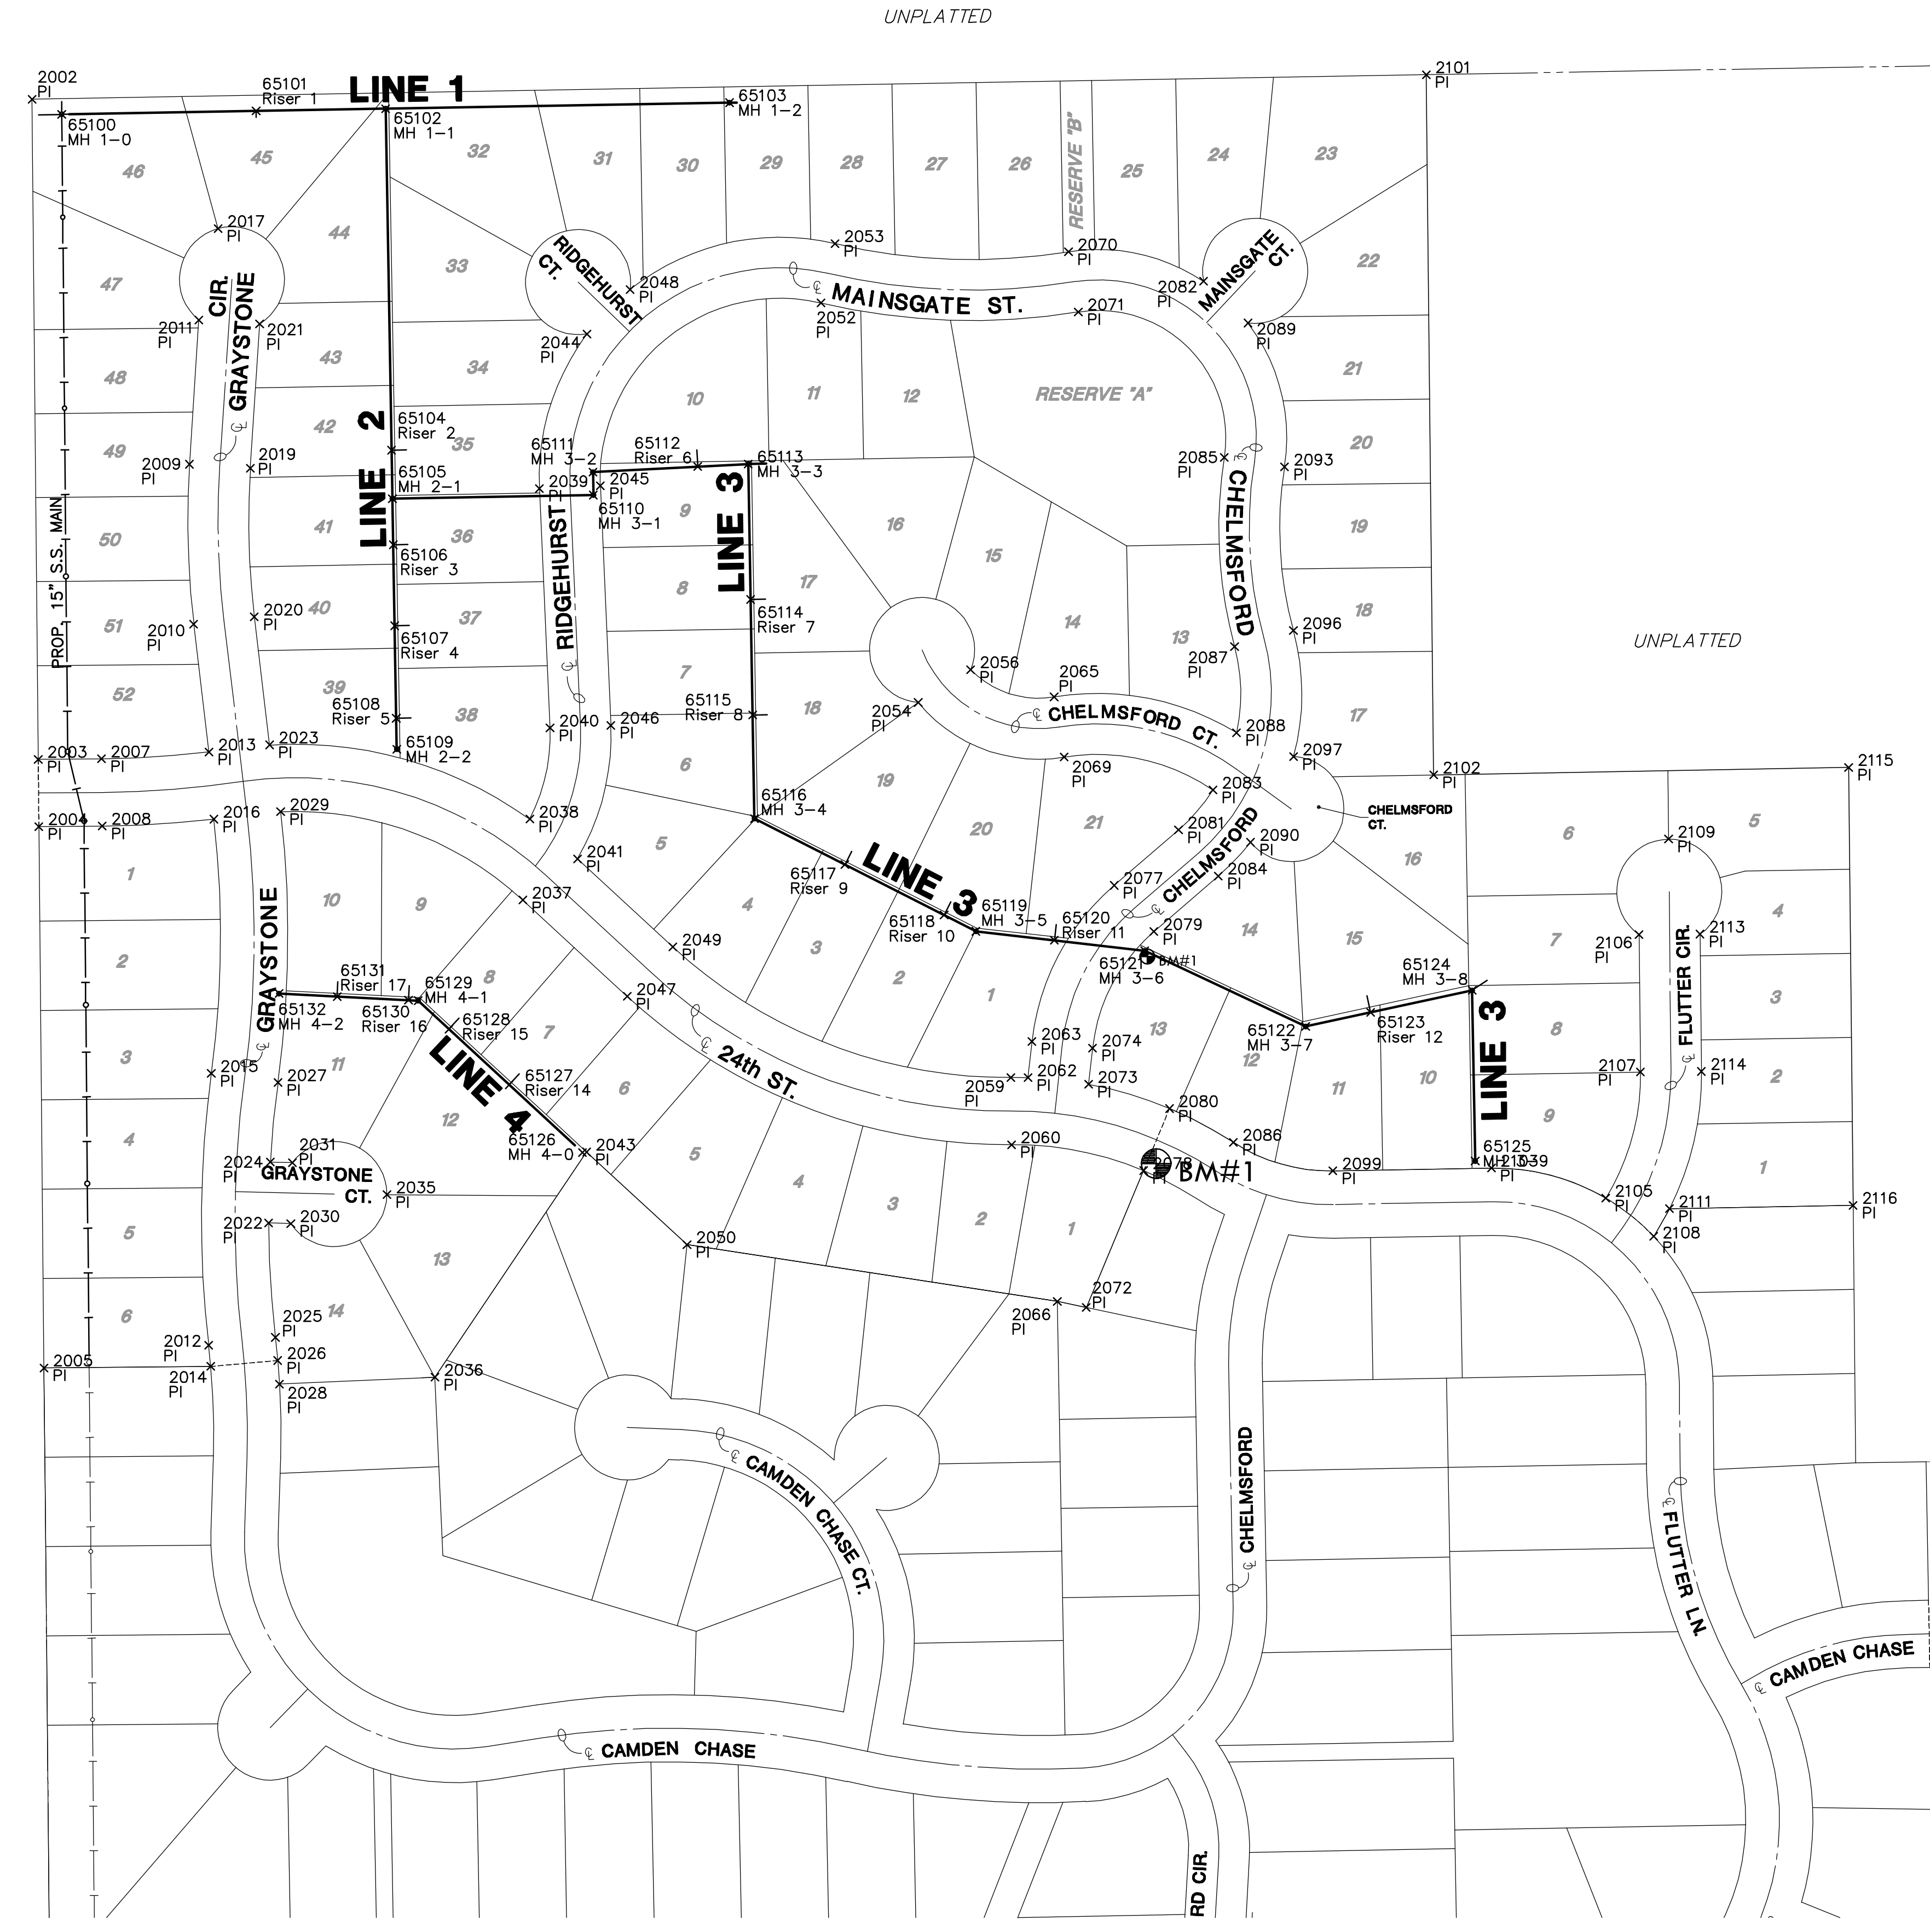 UNPLATTED
2002
PI
65101
Riser 1
LINE 1
65103
MH 1-2
2101
PI
65100
MH 1-0
65102
MH 1-1
46
45
32
31
30
29
28
27
26
RESERVE "B"
25
24
23
2017
PI
44
33
RIDGEHURST
CT.
2053
PI
2070
PI
MAINSGATE
CT.
22
47
CIR.
GRAYSTONE
2048
PI
MAINSGATE ST.
2082
PI
2011
PI
2021
PI
2044
PI
2052
PI
2071
PI
2089
PI
48
43
34
10
11
12
RESERVE "A"
21
LINE 2
42
65104
Riser 2
35
65111
MH 3-2
65112
Riser 6
65113
MH 3-3
20
49
2009
PI
2019
PI
65105
MH 2-1
2039
PI
2045
PI
65110
MH 3-1
LINE 3
2085
PI
2093
PI
CHELMSFORD
PROP. 15" S.S. MAIN
50
41
36
9
16
19
65106
Riser 3
15
8
17
51
2010
PI
2020
PI
40
65107
Riser 4
37
RIDGEHURST
65114
Riser 7
14
13
18
2096
PI
UNPLATTED
2087
PI
52
39
65108
Riser 5
38
7
65115
Riser 8
18
2056
PI
2065
PI
2054
PI
CHELMSFORD CT.
17
2003
PI
2007
PI
2013
PI
2023
PI
65109
MH 2-2
2040
PI
2046
PI
6
2088
PI
2097
PI
2069
PI
19
2102
PI
2115
PI
2083
PI
2004
PI
2008
PI
2016
PI
2029
PI
2038
PI
65116
MH 3-4
CHELMSFORD
CT.
5
20
21
2081
PI
CHELMSFORD
2090
PI
6
5
2109
PI
1
2041
PI
65117
Riser 9
LINE 3
2077
PI
2084
PI
16
10
9
2037
PI
4
65118
Riser 10
65119
MH 3-5
65120
Riser 11
2079
PI
14
15
4
GRAYSTONE
2049
PI
3
7
2106
PI
2113
PI
2
65121
MH 3-6
BM#1
65124
MH 3-8
8
2
1
3
65131
Riser 17
65129
MH 4-1
65132
MH 4-2
65130
Riser 16
65128
Riser 15
2047
PI
65122
MH 3-7
65123
Riser 12
FLUTTER CIR.
7
13
8
LINE 3
3
2015
PI
2027
PI
11
LINE 4
65127
Riser 14
24th ST.
2063
PI
2074
PI
12
11
10
2107
PI
2114
PI
2
6
2059
PI
2062
PI
2073
PI
4
12
65126
MH 4-0
2043
PI
5
2080
PI
9
2086
PI
2024
PI
2031
PI
GRAYSTONE
CT.
2060
PI
2078
PI
BM#1
2099
PI
65125
MH 3-9
2103
1
2035
PI
4
3
2
1
2105
PI
2111
PI
2116
PI
5
2022
PI
2030
PI
13
2050
PI
2108
PI
6
14
2025
PI
2012
PI
2066
PI
2072
PI
2005
PI
2014
PI
2026
PI
2028
PI
2036
PI
CAMDEN CHASE CT.
CHELMSFORD
FLUTTER LN.
CAMDEN CHASE
CAMDEN CHASE
RD CIR.